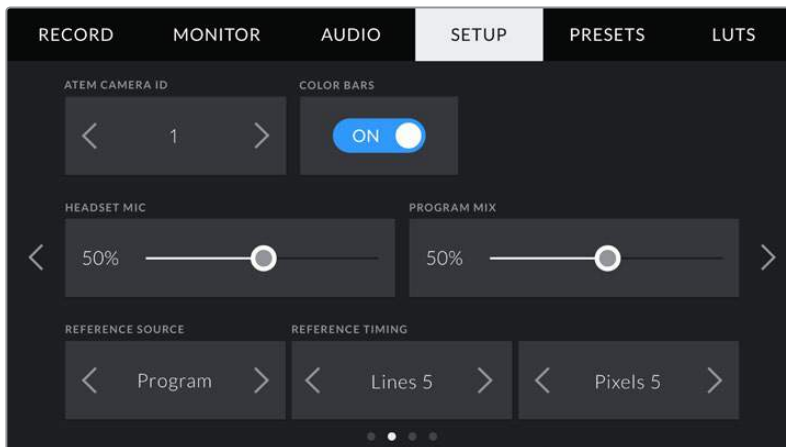 RECORD MONITOR AUDIO SETUP PRESETS LUTS
ATEM CAMERA ID COLOR BARS
1 ON
HEADSET MIC PROGRAM MIX
50% 50%
REFERENCE SOURCE REFERENCE TIMING
Program Lines 5 Pixels 5